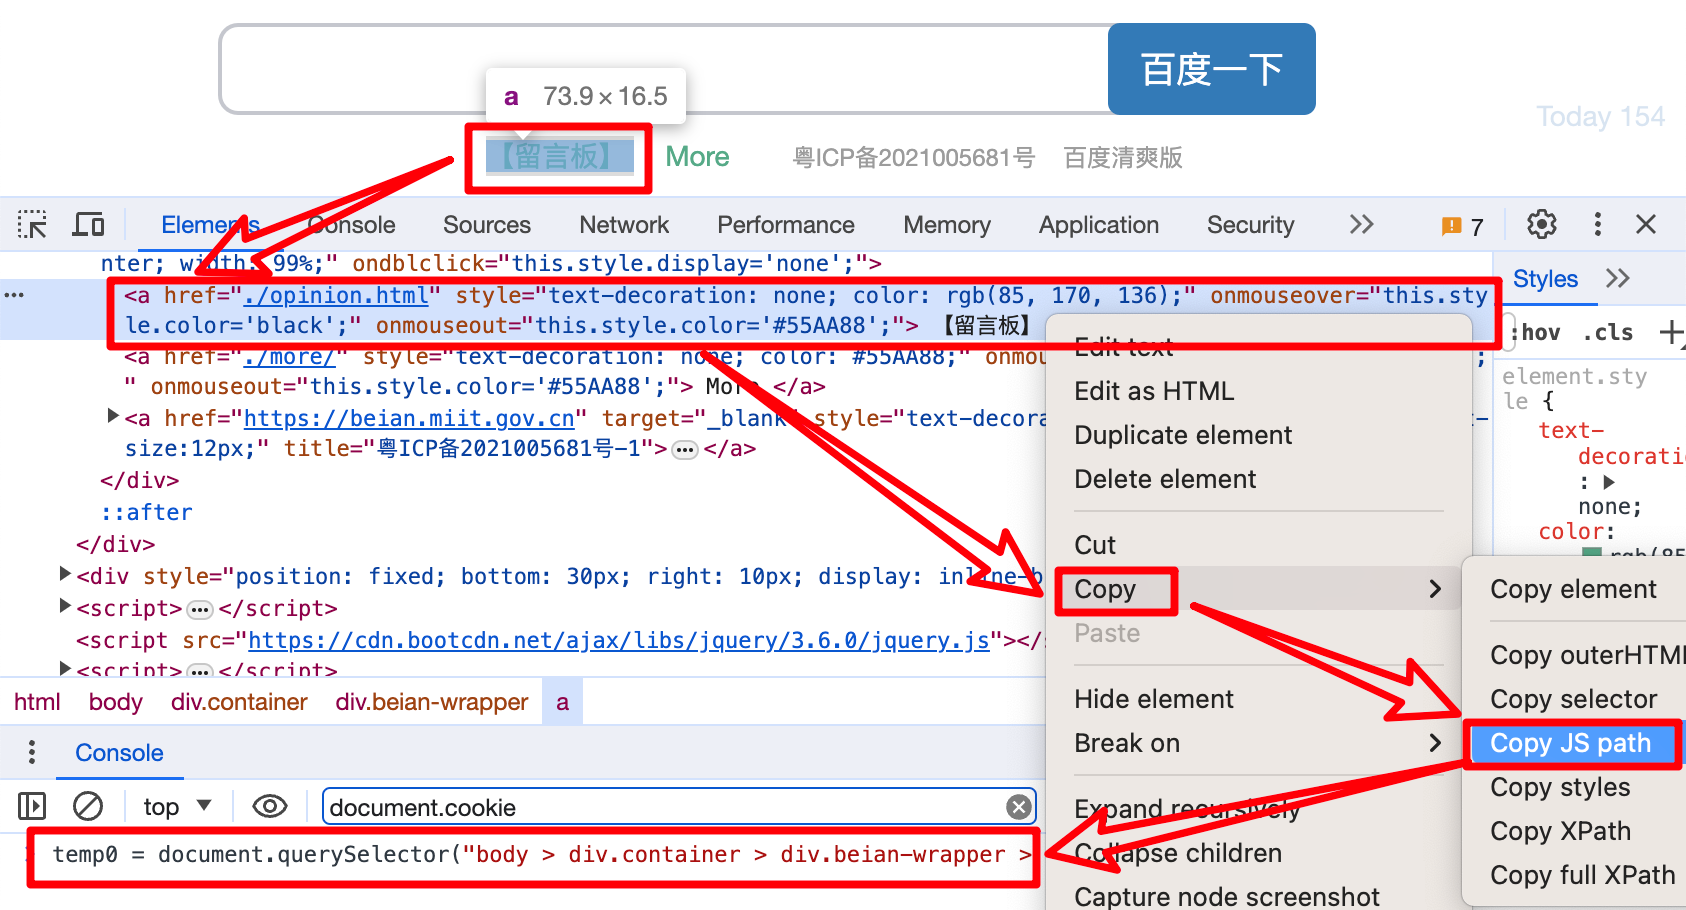 百度一下
a 73.9×16.5
Today 154
【留言板】 More 粤ICP备2021005681号 百度清爽版
Elements Console Sources Network Performance Memory Application Security 7
nter; width: 99%;" ondblclick="this.style.display='none';">
<a href="./opinion.html" style="text-decoration: none; color: rgb(85, 170, 136);" onmouseover="this.sty
le.color='black';" onmouseout="this.style.color='#55AA88';"> 【留言板】
<a href="./more/" style="text-decoration: none; color: #55AA88;" onmou
" onmouseout="this.style.color='#55AA88';"> More </a>
<a href="https://beian.miit.gov.cn" target="_blank" style="text-decora
size:12px;" title="粤ICP备2021005681号-1"> ••• </a>
</div>
::after
</div>
<div style="position: fixed; bottom: 30px; right: 10px; display: inline-b
<script> ••• </script>
<script src="https://cdn.bootcdn.net/ajax/libs/jquery/3.6.0/jquery.js"></s
<script> ••• </script>
html body div.container div.beian-wrapper a
Console
top document.cookie
temp0 = document.querySelector("body > div.container > div.beian-wrapper >
Edit text
Edit as HTML
Duplicate element
Delete element
Cut
Copy
Paste
Hide element
Break on
Expand recursively
Collapse children
Capture node screenshot
Copy element
Copy outerHTML
Copy selector
Copy JS path
Copy styles
Copy XPath
Copy full XPath
Styles
:hov .cls
element.sty
le {
text-
decoratio
:
none;
color:
rgb(85